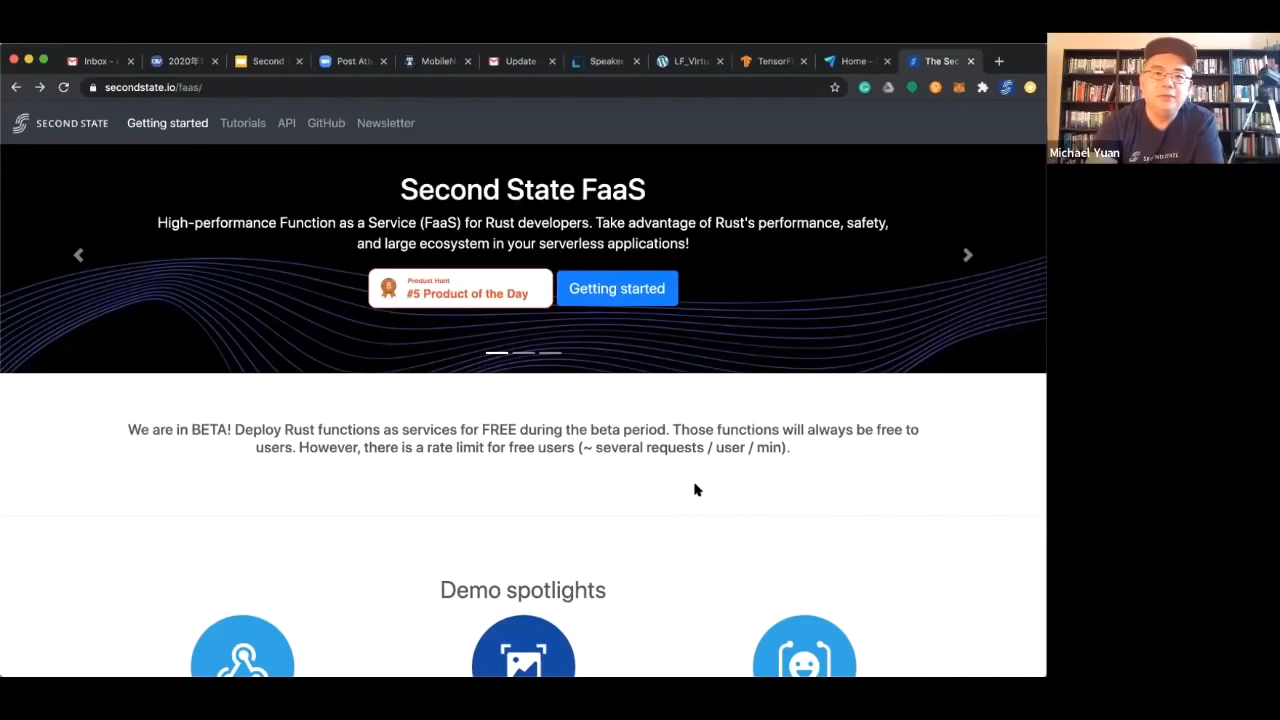 Inbox -
2020年
Second
Post Att
MobileN
Update
Speaker
LF_Virtu
TensorF
Home –
The Sec
secondstate.io/faas/
SECOND STATE
Getting started
Tutorials
API
GitHub
Newsletter
Michael Yuan
Second State FaaS
High-performance Function as a Service (FaaS) for Rust developers. Take advantage of Rust's performance, safety,
and large ecosystem in your serverless applications!
Product Hunt
#5 Product of the Day
Getting started
We are in BETA! Deploy Rust functions as services for FREE during the beta period. Those functions will always be free to
users. However, there is a rate limit for free users (~ several requests / user / min).
Demo spotlights